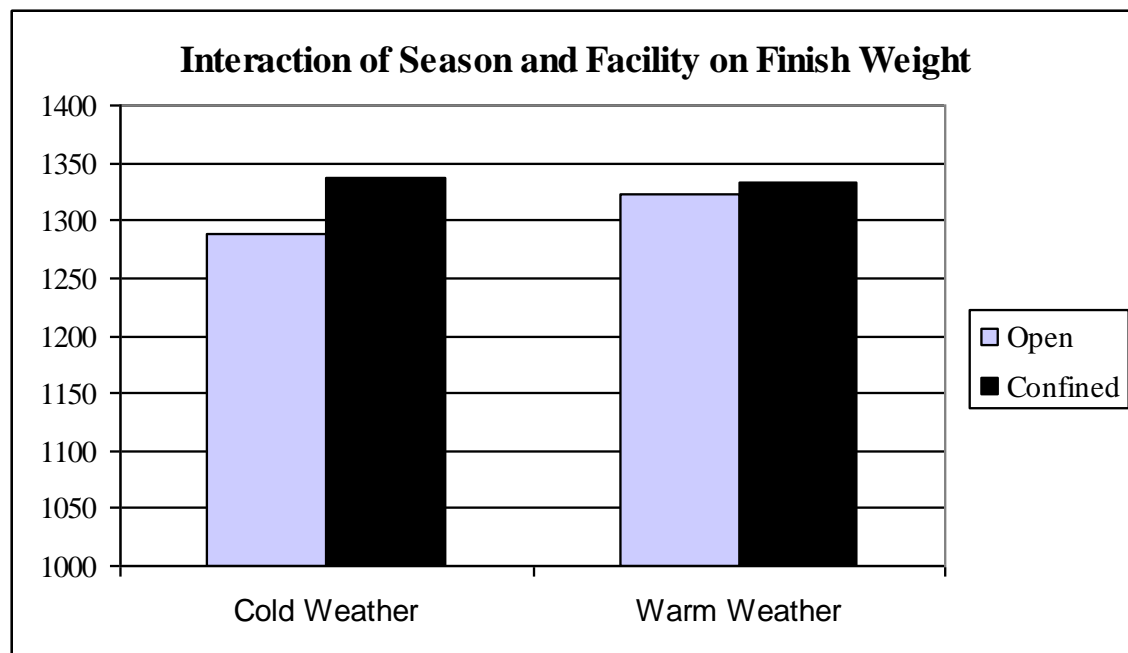 Interaction of Season and Facility on Finish Weight
1400
1350
1300
1250
1200
1150
1100
1050
1000
Cold Weather
Warm Weather
Open
Confined